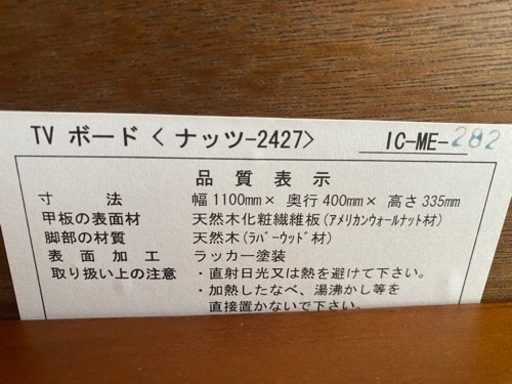 TV ボード < ナッツ-2427> IC-ME-282
品 質 表 示
寸 法 幅 1100mm× 奥行 400mm× 高さ 335mm
甲板の表面材 天然木化粧繊維板(アメリカンウォールナット材)
脚部の材質 天然木(ラバーウッド材)
表 面 加 工 ラッカー塗装
取り扱い上の注意 ・直射日光又は熱を避けて下さい。
・加熱したなべ、湯沸かし等を
直接置かないで下さい。